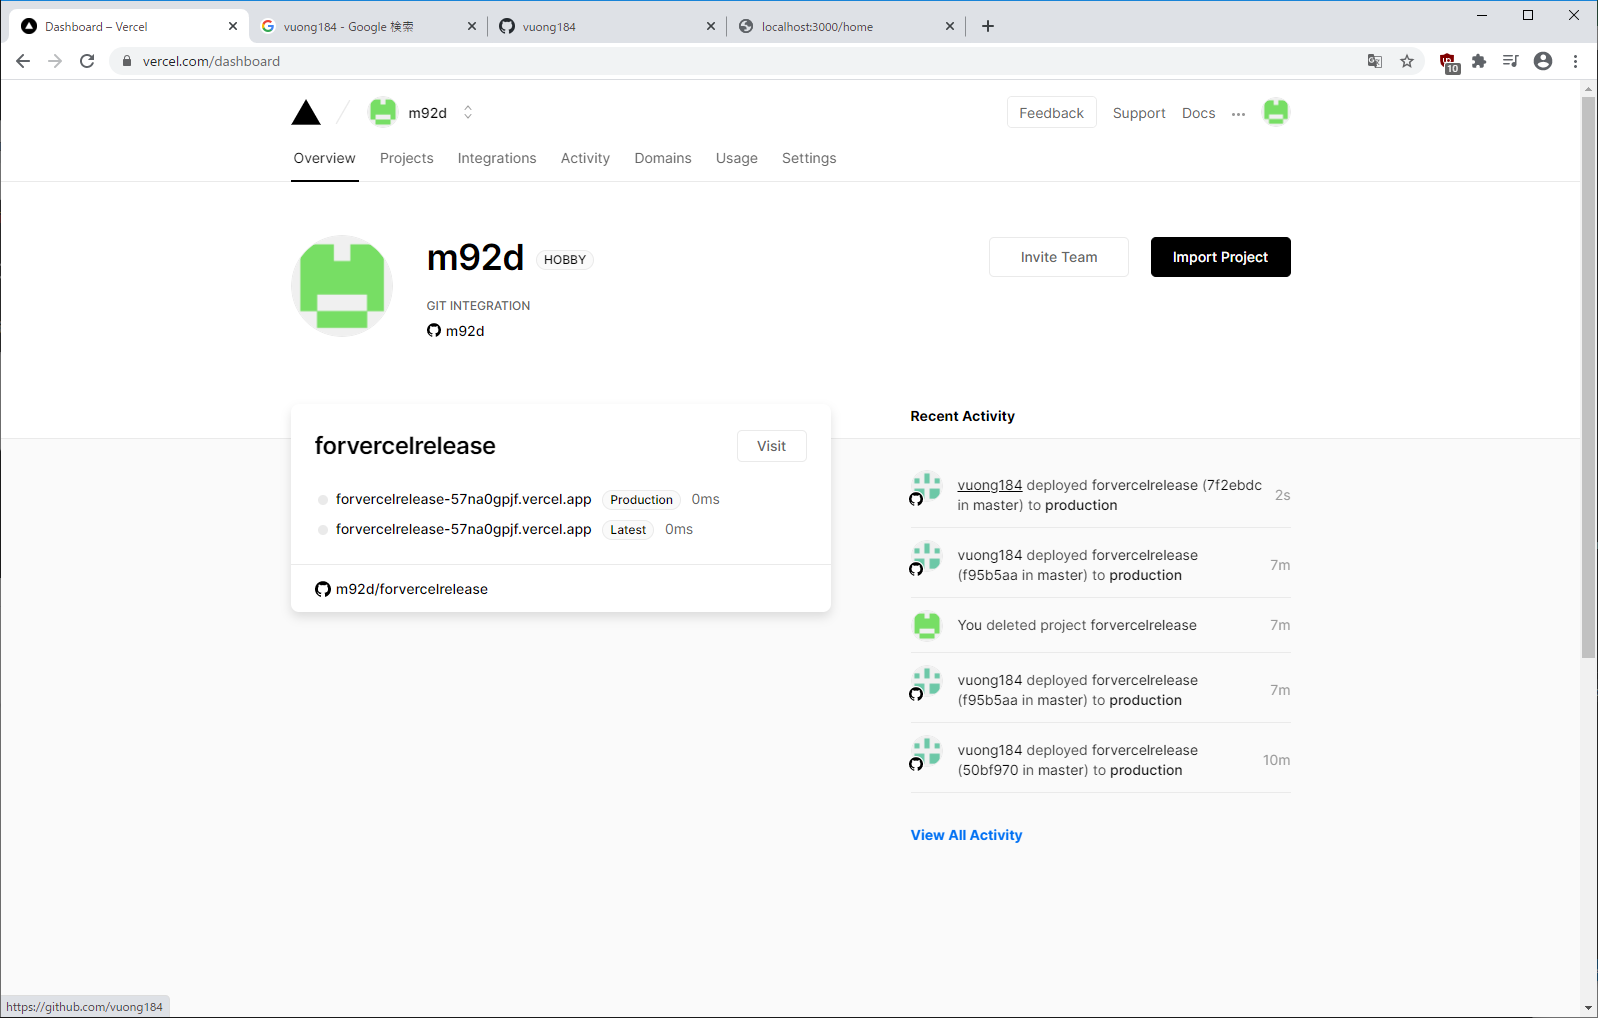 Dashboard – Vercel
vuong184 - Google 検索
vuong184
localhost:3000/home
vercel.com/dashboard
10
m92d
Feedback
Support
Docs
Overview
Projects
Integrations
Activity
Domains
Usage
Settings
m92d
HOBBY
GIT INTEGRATION
m92d
Invite Team
Import Project
forvercelrelease
Visit
forvercelrelease-57na0gpjf.vercel.app Production 0ms
forvercelrelease-57na0gpjf.vercel.app Latest 0ms
m92d/forvercelrelease
Recent Activity
vuong184 deployed forvercelrelease (7f2ebdc
in master) to production
2s
vuong184 deployed forvercelrelease
(f95b5aa in master) to production
7m
You deleted project forvercelrelease
7m
vuong184 deployed forvercelrelease
(f95b5aa in master) to production
7m
vuong184 deployed forvercelrelease
(50bf970 in master) to production
10m
View All Activity
https://github.com/vuong184